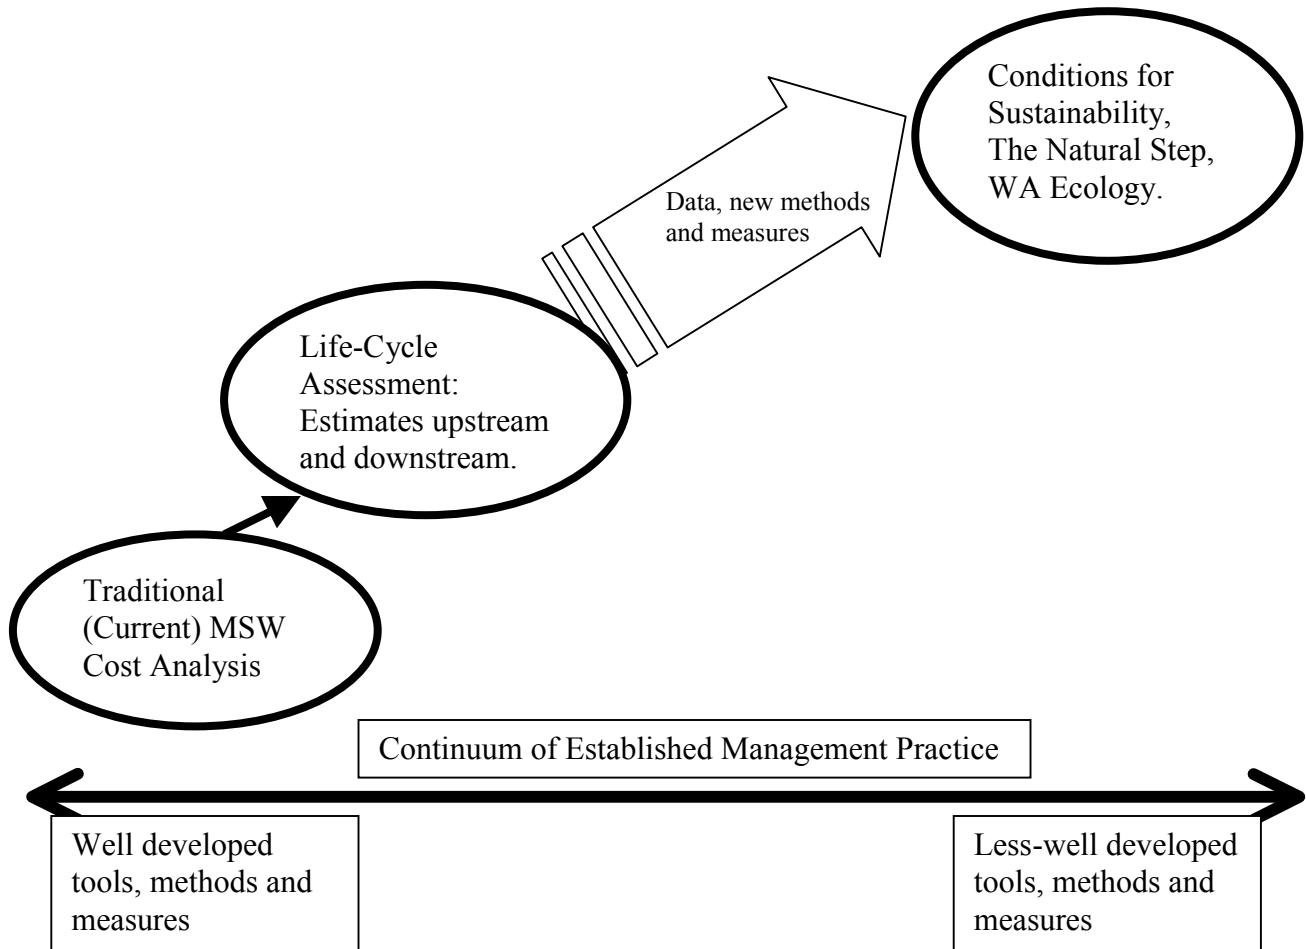 Conditions for
Sustainability,
The Natural Step,
WA Ecology.
Data, new methods
and measures
Life-Cycle
Assessment:
Estimates upstream
and downstream.
Traditional
(Current) MSW
Cost Analysis
Continuum of Established Management Practice
Well developed
tools, methods and
measures
Less-well developed
tools, methods and
measures